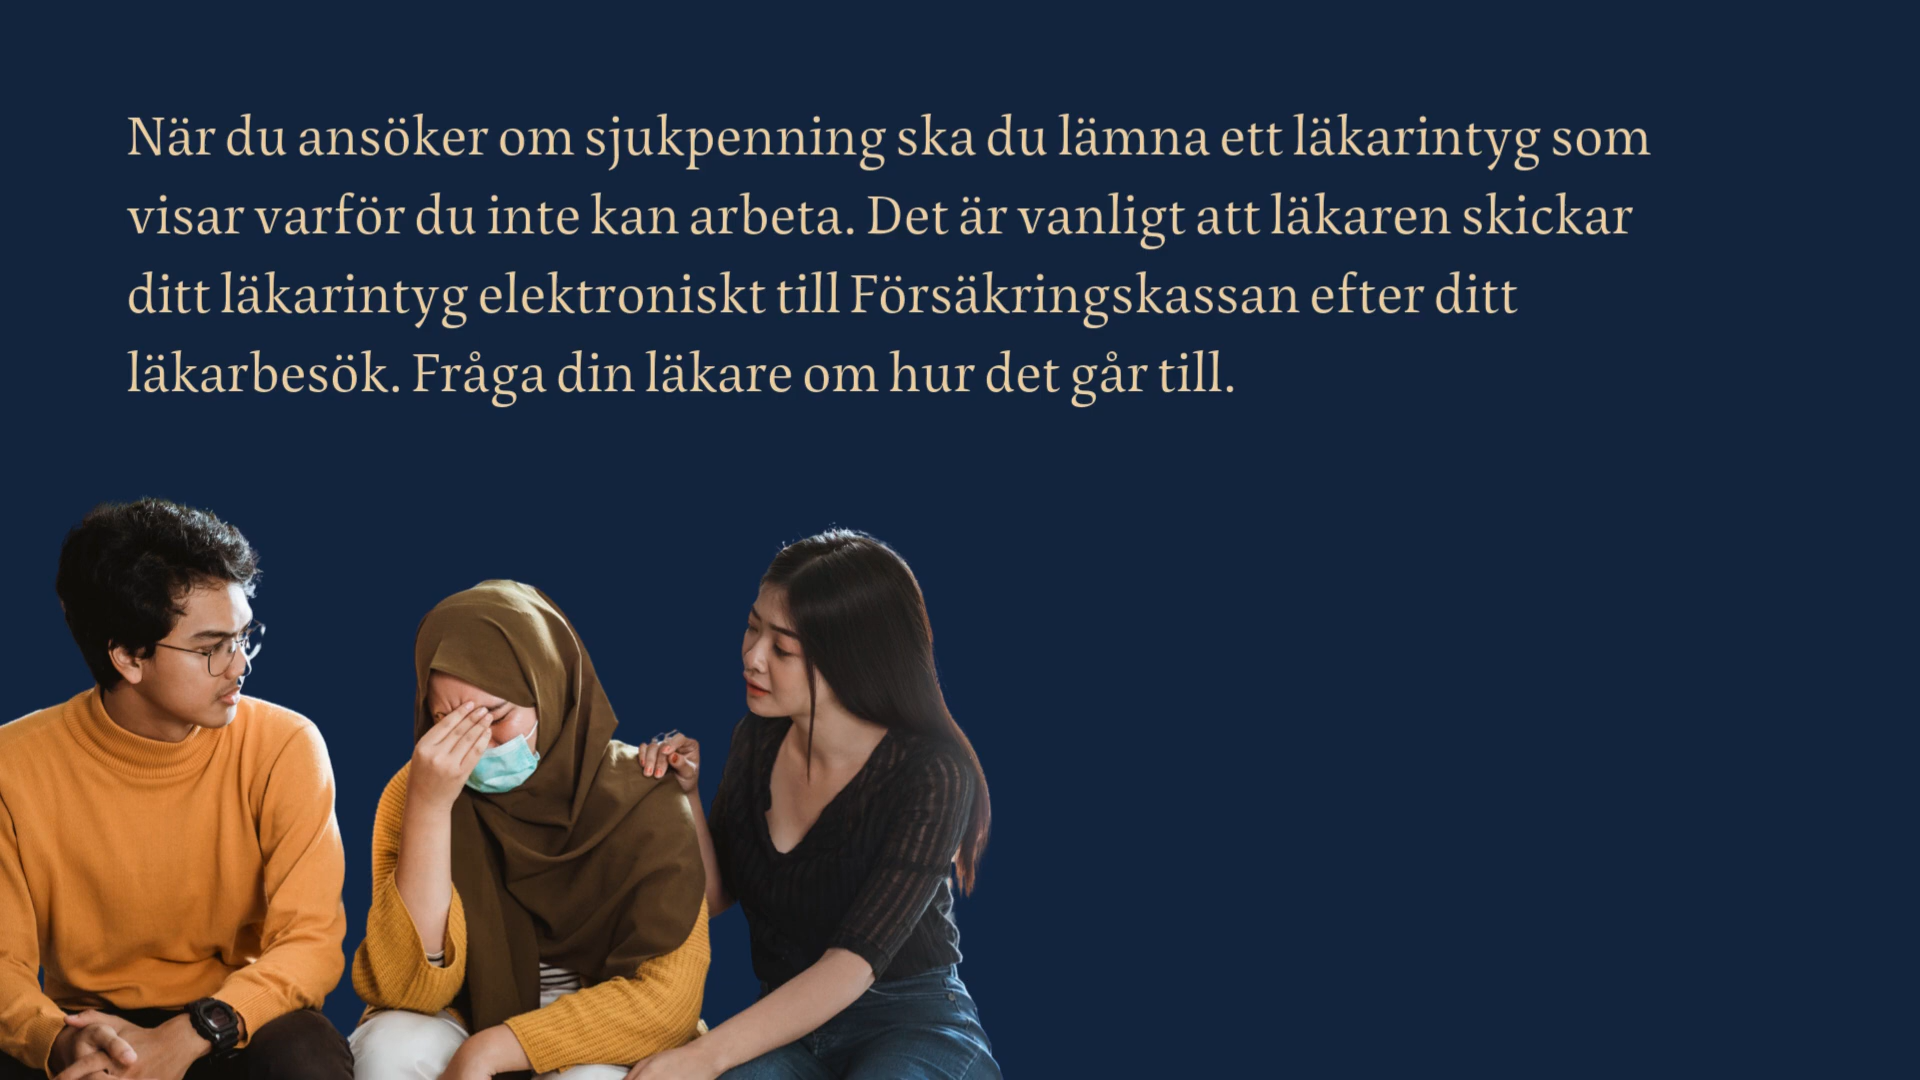 När du ansöker om sjukpenning ska du lämna ett läkarintyg som
visar varför du inte kan arbeta. Det är vanligt att läkaren skickar
ditt läkarintyg elektroniskt till Försäkringskassan efter ditt
läkarbesök. Fråga din läkare om hur det går till.